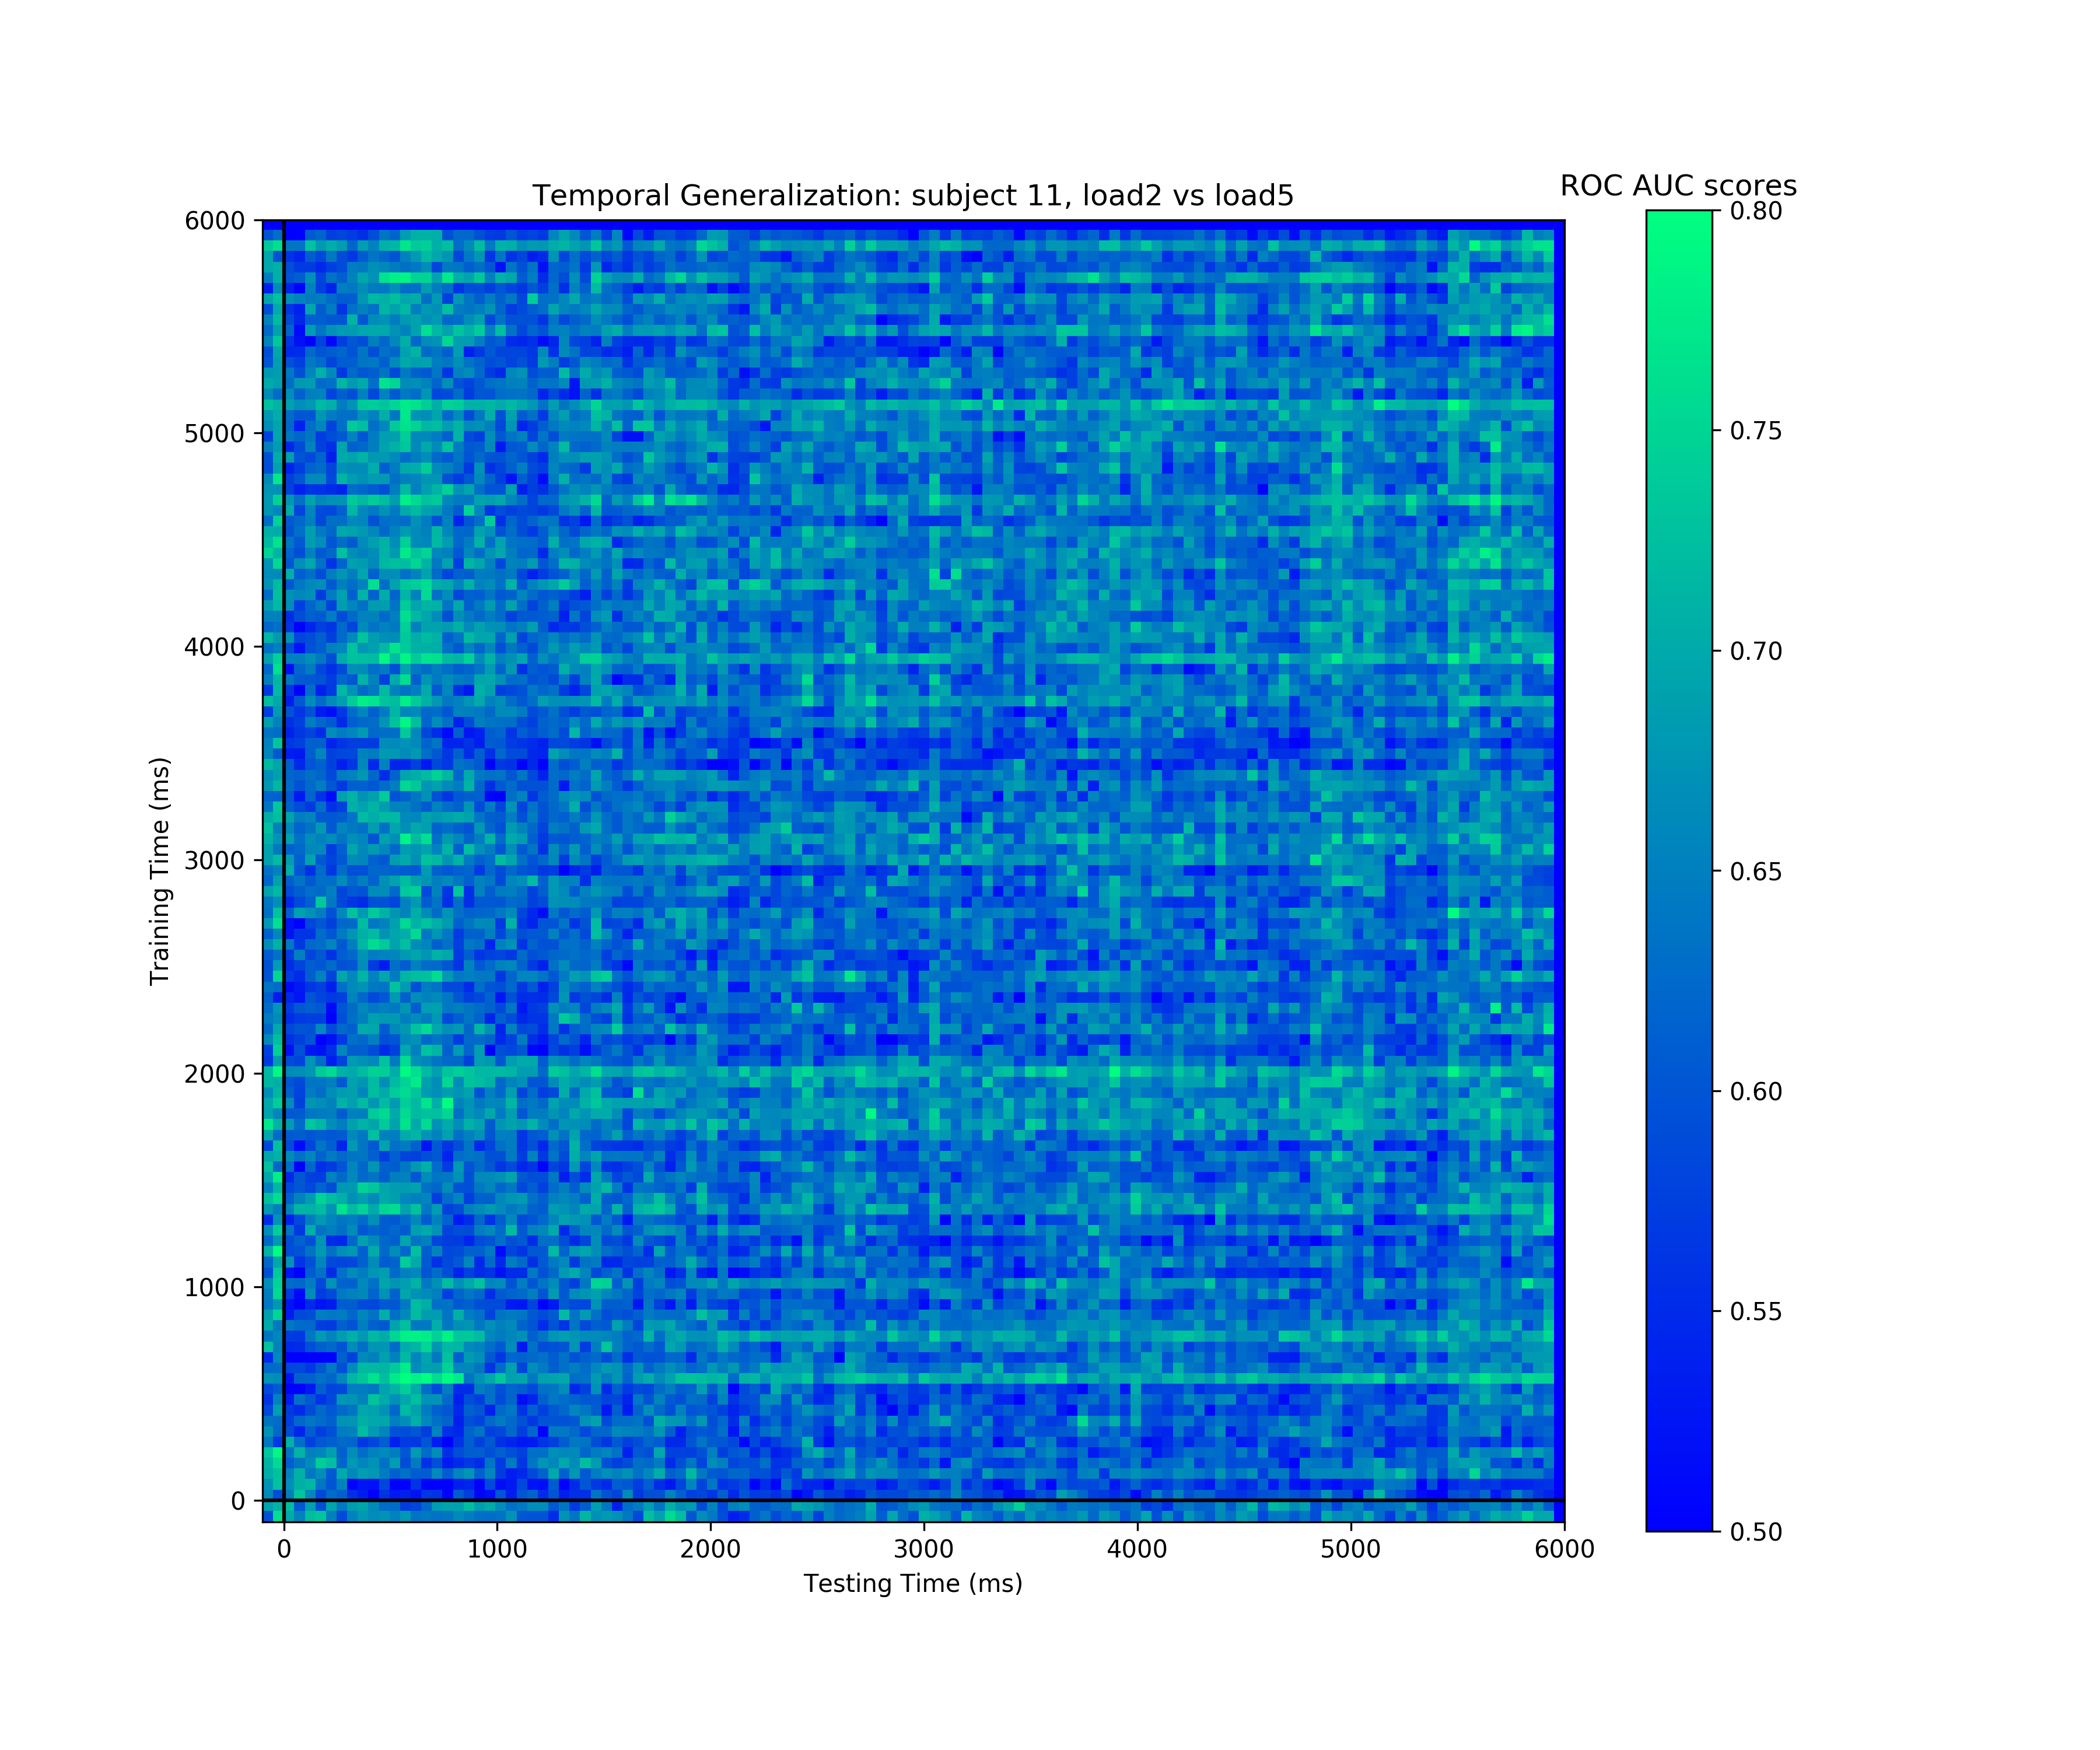 Temporal Generalization: subject 11, load2 vs load5
ROC AUC scores
6000
5000
4000
3000
2000
1000
0
Training Time (ms)
0 1000 2000 3000 4000 5000 6000
Testing Time (ms)
0.80
0.75
0.70
0.65
0.60
0.55
0.50